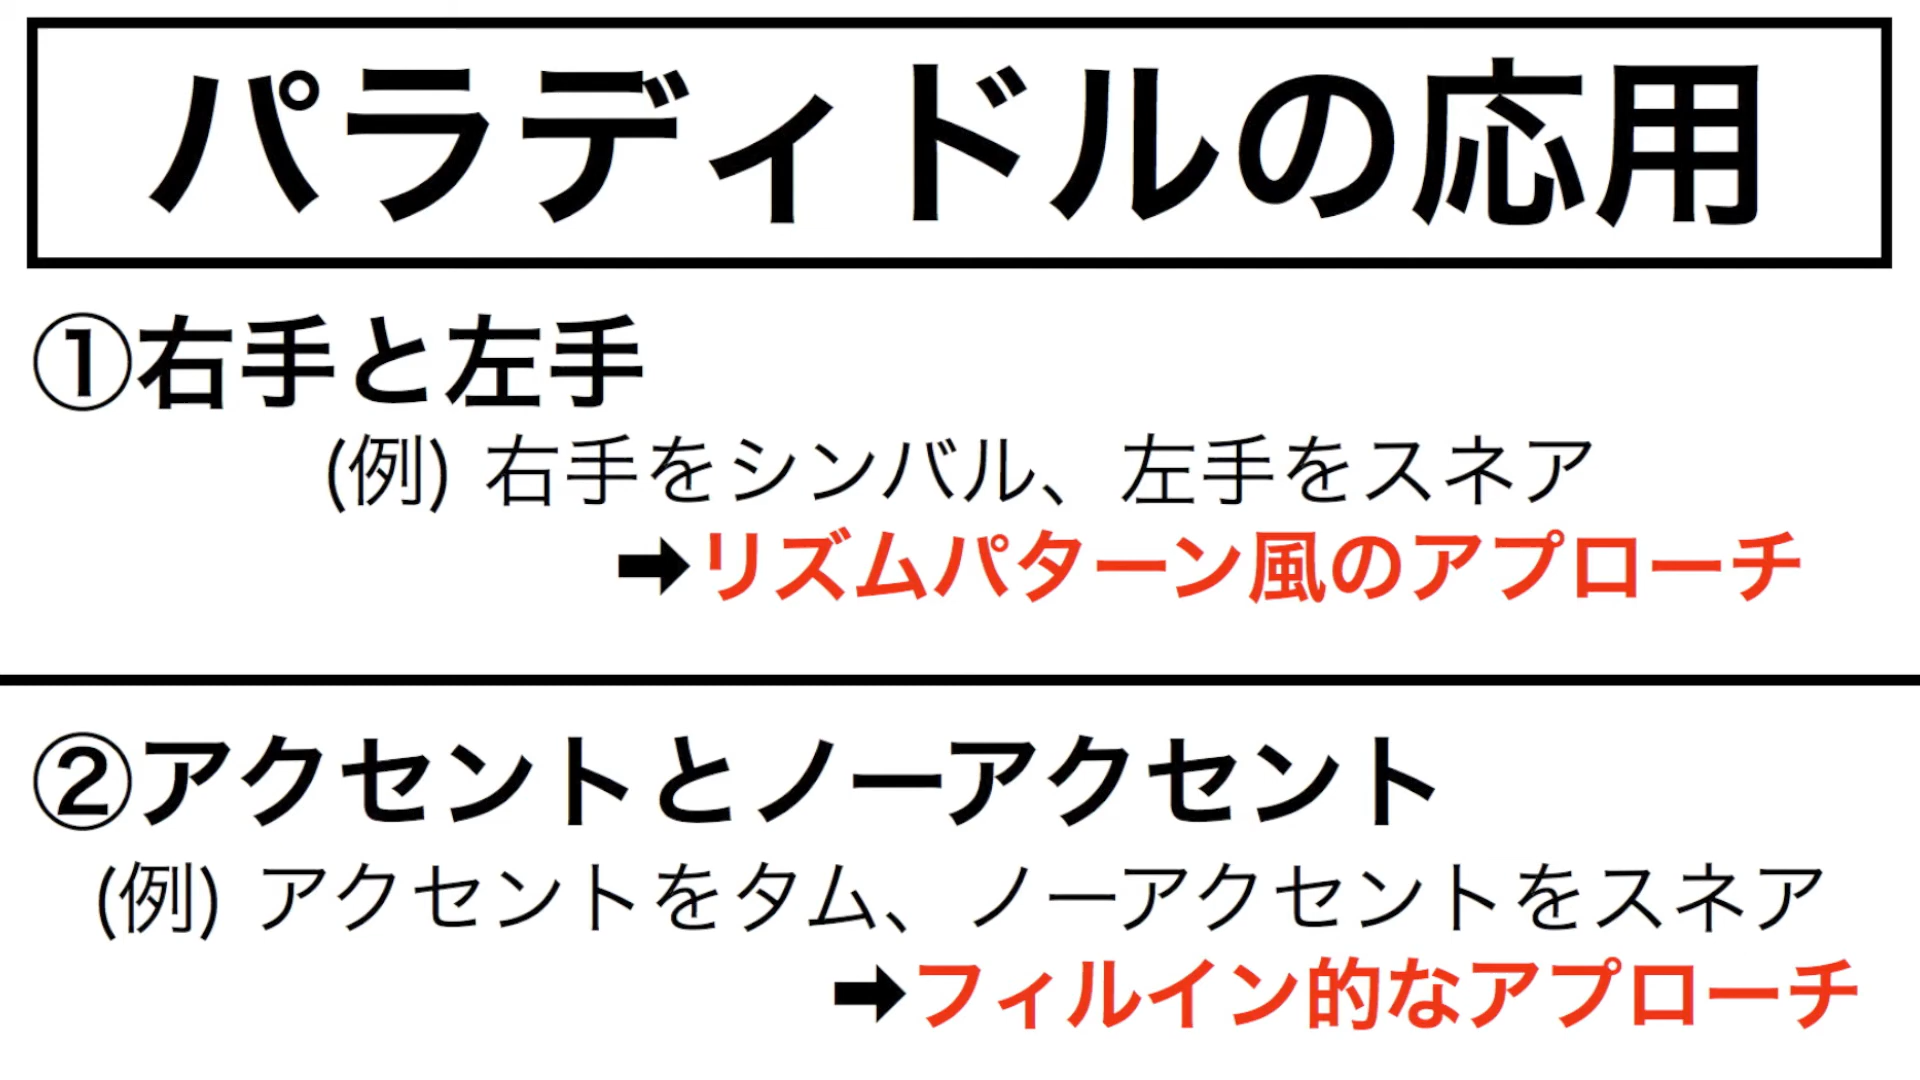 パラディドルの応用
①右手と左手
(例) 右手をシンバル、左手をスネア
➡リズムパターン風のアプローチ
②アクセントとノーアクセント
(例) アクセントをタム、ノーアクセントをスネア
➡フィルイン的なアプローチ